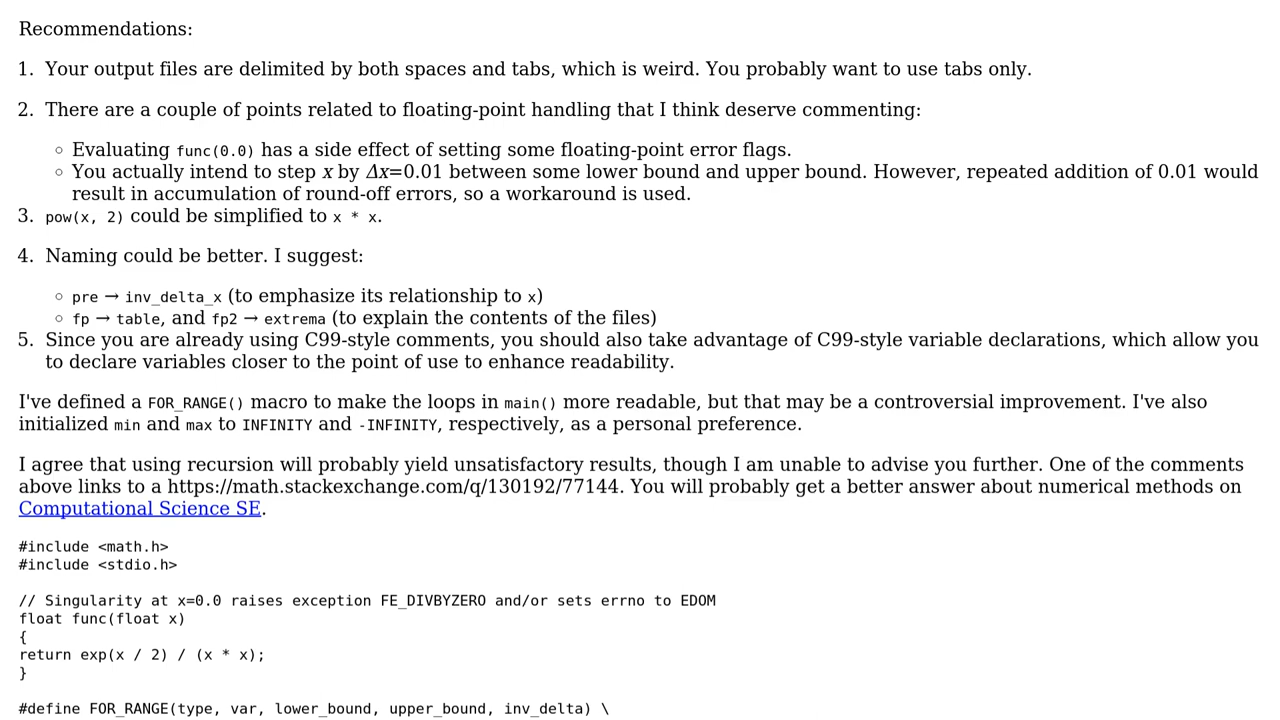 Recommendations:
1. Your output files are delimited by both spaces and tabs, which is weird. You probably want to use tabs only.
2. There are a couple of points related to floating-point handling that I think deserve commenting:
◦ Evaluating func(0.0) has a side effect of setting some floating-point error flags.
◦ You actually intend to step x by Δx=0.01 between some lower bound and upper bound. However, repeated addition of 0.01 would
result in accumulation of round-off errors, so a workaround is used.
3. pow(x, 2) could be simplified to x * x.
4. Naming could be better. I suggest:
◦ pre → inv_delta_x (to emphasize its relationship to x)
◦ fp → table, and fp2 → extrema (to explain the contents of the files)
5. Since you are already using C99-style comments, you should also take advantage of C99-style variable declarations, which allow you
to declare variables closer to the point of use to enhance readability.
I've defined a FOR_RANGE() macro to make the loops in main() more readable, but that may be a controversial improvement. I've also
initialized min and max to INFINITY and -INFINITY, respectively, as a personal preference.
I agree that using recursion will probably yield unsatisfactory results, though I am unable to advise you further. One of the comments
above links to a https://math.stackexchange.com/q/130192/77144. You will probably get a better answer about numerical methods on
Computational Science SE.
#include <math.h>
#include <stdio.h>
// Singularity at x=0.0 raises exception FE_DIVBYZERO and/or sets errno to EDOM
float func(float x)
{
return exp(x / 2) / (x * x);
}
#define FOR_RANGE(type, var, lower_bound, upper_bound, inv_delta) \